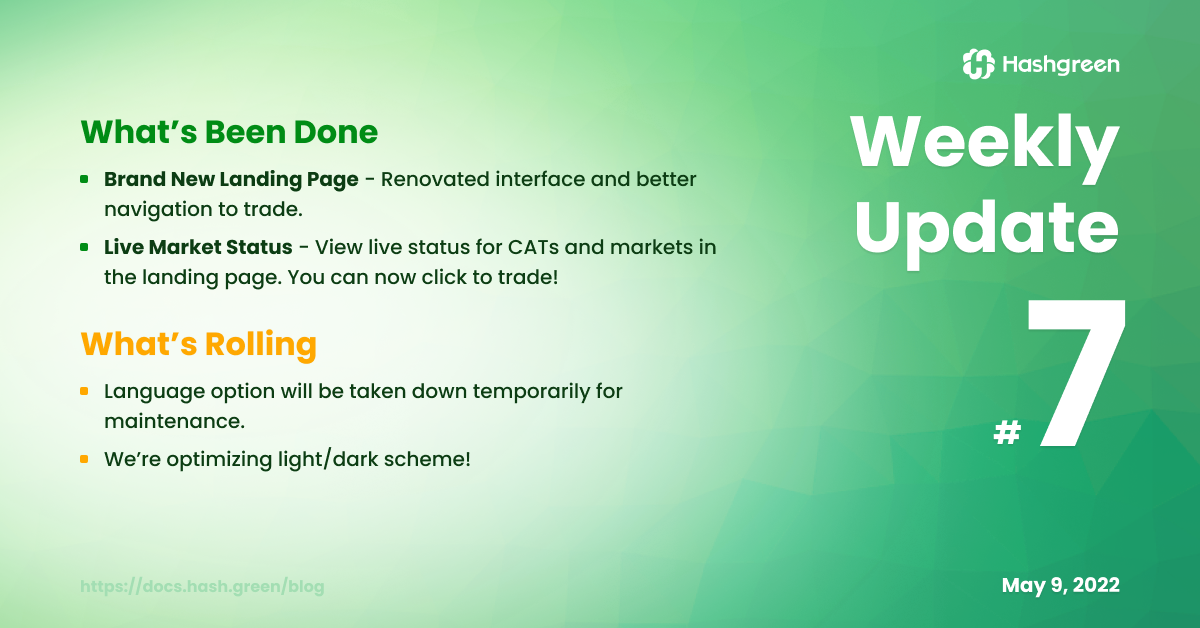 Hashgreen
Weekly
Update
#7
What’s Been Done
Brand New Landing Page - Renovated interface and better
navigation to trade.
Live Market Status - View live status for CATs and markets in
the landing page. You can now click to trade!
What’s Rolling
Language option will be taken down temporarily for
maintenance.
We’re optimizing light/dark scheme!
https://docs.hash.green/blog
May 9, 2022